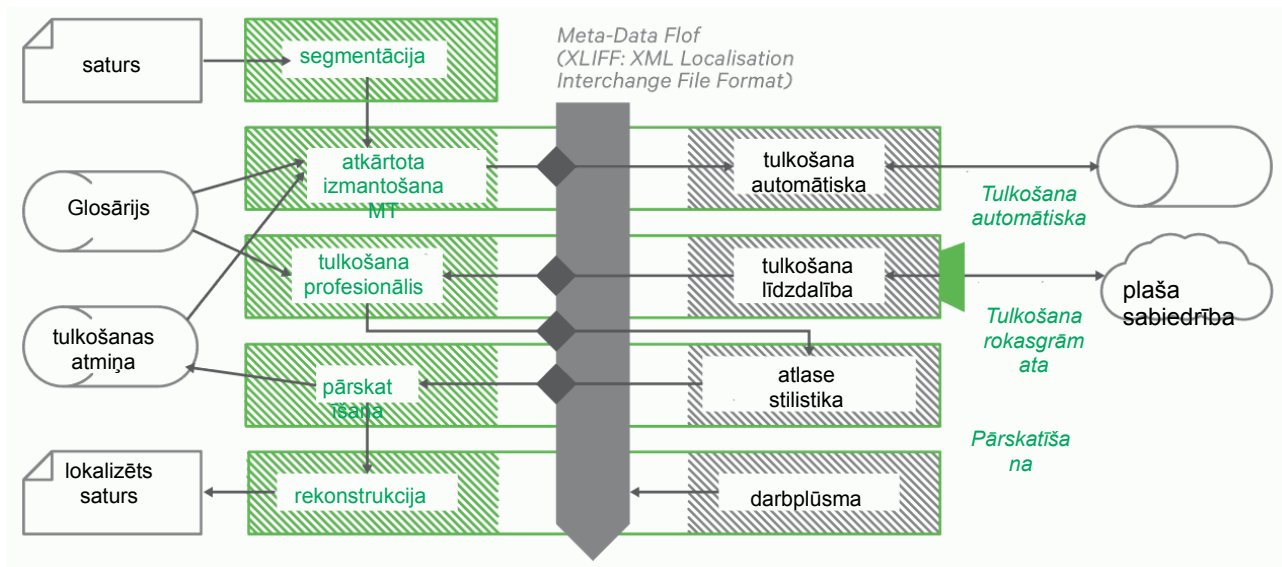 saturs
segmentācija
Meta-Data Flof
(XLIFF: XML Localisation
Interchange File Format)
atkārtota
izmantošana
MT
tulkošana
automātiska
Tulkošana
automātiska
Glosārijs
tulkošana
profesionālis
tulkošana
līdzdalība
plaša
sabiedrība
Tulkošana
rokasgrām
ata
tulkošanas
atmiņa
pārskat
īšana
atlase
stilistika
Pārskatīša
na
lokalizēts
saturs
rekonstrukcija
darbplūsma